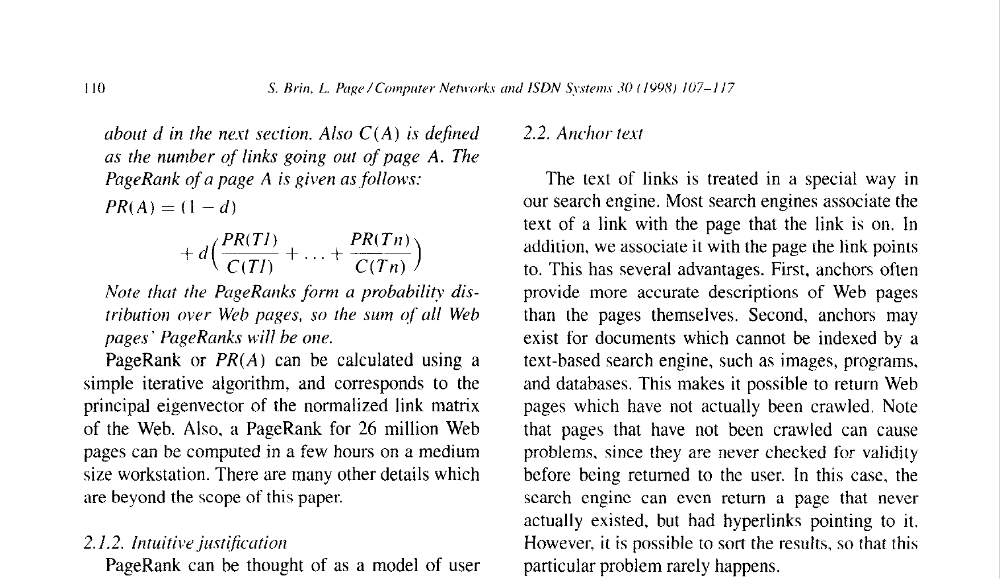 110
S. Brin, L. Page / Computer Networks and ISDN Systems 30 (1998) 107–117
about d in the next section. Also C(A) is defined
as the number of links going out of page A. The
PageRank of a page A is given as follows:
PR(A) = (1 − d)
+ d( PR(T1)/C(T1) + ... + PR(Tn)/C(Tn) )
Note that the PageRanks form a probability dis-
tribution over Web pages, so the sum of all Web
pages' PageRanks will be one.
PageRank or PR(A) can be calculated using a
simple iterative algorithm, and corresponds to the
principal eigenvector of the normalized link matrix
of the Web. Also, a PageRank for 26 million Web
pages can be computed in a few hours on a medium
size workstation. There are many other details which
are beyond the scope of this paper.
2.1.2. Intuitive justification
PageRank can be thought of as a model of user
2.2. Anchor text
The text of links is treated in a special way in
our search engine. Most search engines associate the
text of a link with the page that the link is on. In
addition, we associate it with the page the link points
to. This has several advantages. First, anchors often
provide more accurate descriptions of Web pages
than the pages themselves. Second, anchors may
exist for documents which cannot be indexed by a
text-based search engine, such as images, programs,
and databases. This makes it possible to return Web
pages which have not actually been crawled. Note
that pages that have not been crawled can cause
problems, since they are never checked for validity
before being returned to the user. In this case, the
search engine can even return a page that never
actually existed, but had hyperlinks pointing to it.
However, it is possible to sort the results, so that this
particular problem rarely happens.